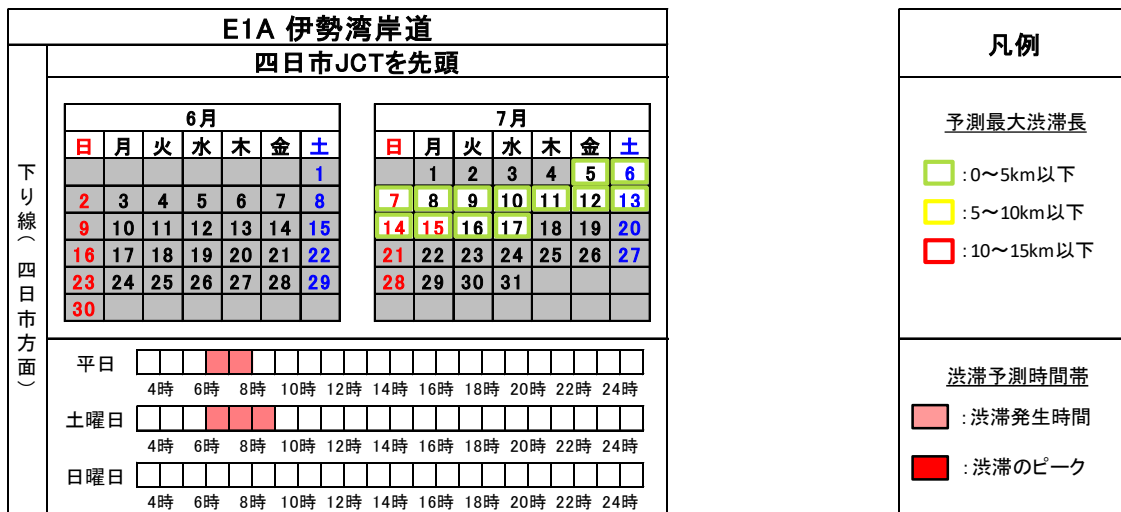 E1A 伊勢湾岸道
四日市JCTを先頭
下り線（四日市方面）
6月
日 月 火 水 木 金 土
1
2 3 4 5 6 7 8
9 10 11 12 13 14 15
16 17 18 19 20 21 22
23 24 25 26 27 28 29
30
7月
日 月 火 水 木 金 土
1 2 3 4 5 6
7 8 9 10 11 12 13
14 15 16 17 18 19 20
21 22 23 24 25 26 27
28 29 30 31
平日
4時 6時 8時 10時 12時 14時 16時 18時 20時 22時 24時
土曜日
4時 6時 8時 10時 12時 14時 16時 18時 20時 22時 24時
日曜日
4時 6時 8時 10時 12時 14時 16時 18時 20時 22時 24時
凡例
予測最大渋滞長
:0～5km以下
:5～10km以下
:10～15km以下
渋滞予測時間帯
:渋滞発生時間
:渋滞のピーク